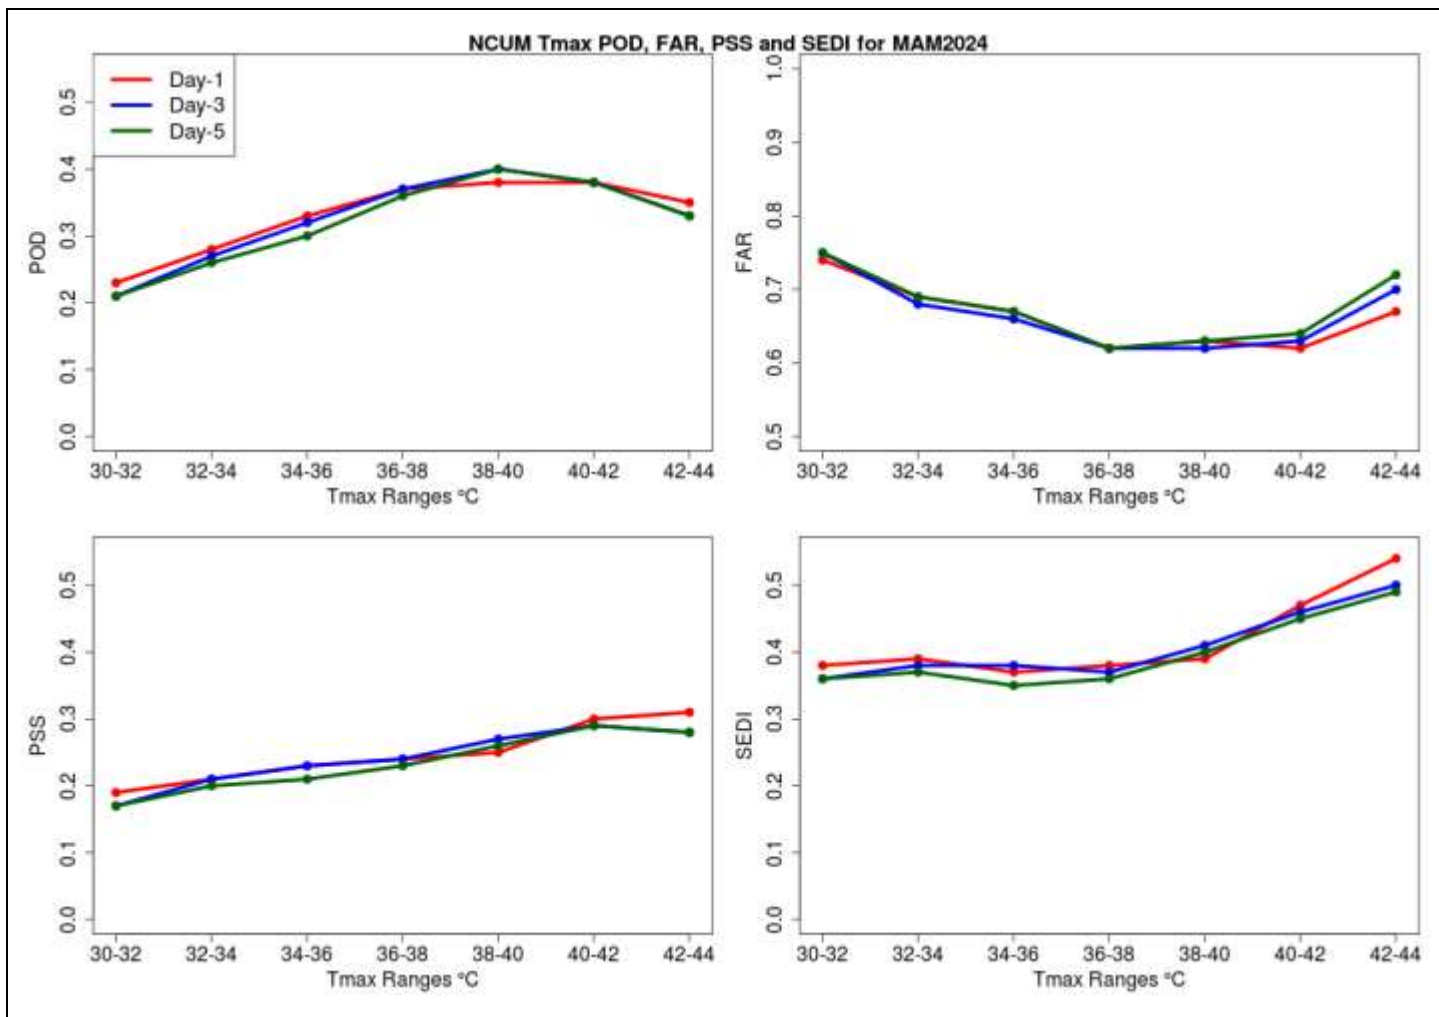 NCUM Tmax POD, FAR, PSS and SEDI for MAM2024
Day-1
Day-3
Day-5
POD
0.5
0.4
0.3
0.2
0.1
0.0
30-32 32-34 34-36 36-38 38-40 40-42 42-44
Tmax Ranges °C
FAR
1.0
0.9
0.8
0.7
0.6
0.5
30-32 32-34 34-36 36-38 38-40 40-42 42-44
Tmax Ranges °C
PSS
0.5
0.4
0.3
0.2
0.1
0.0
30-32 32-34 34-36 36-38 38-40 40-42 42-44
Tmax Ranges °C
SEDI
0.5
0.4
0.3
0.2
0.1
0.0
30-32 32-34 34-36 36-38 38-40 40-42 42-44
Tmax Ranges °C